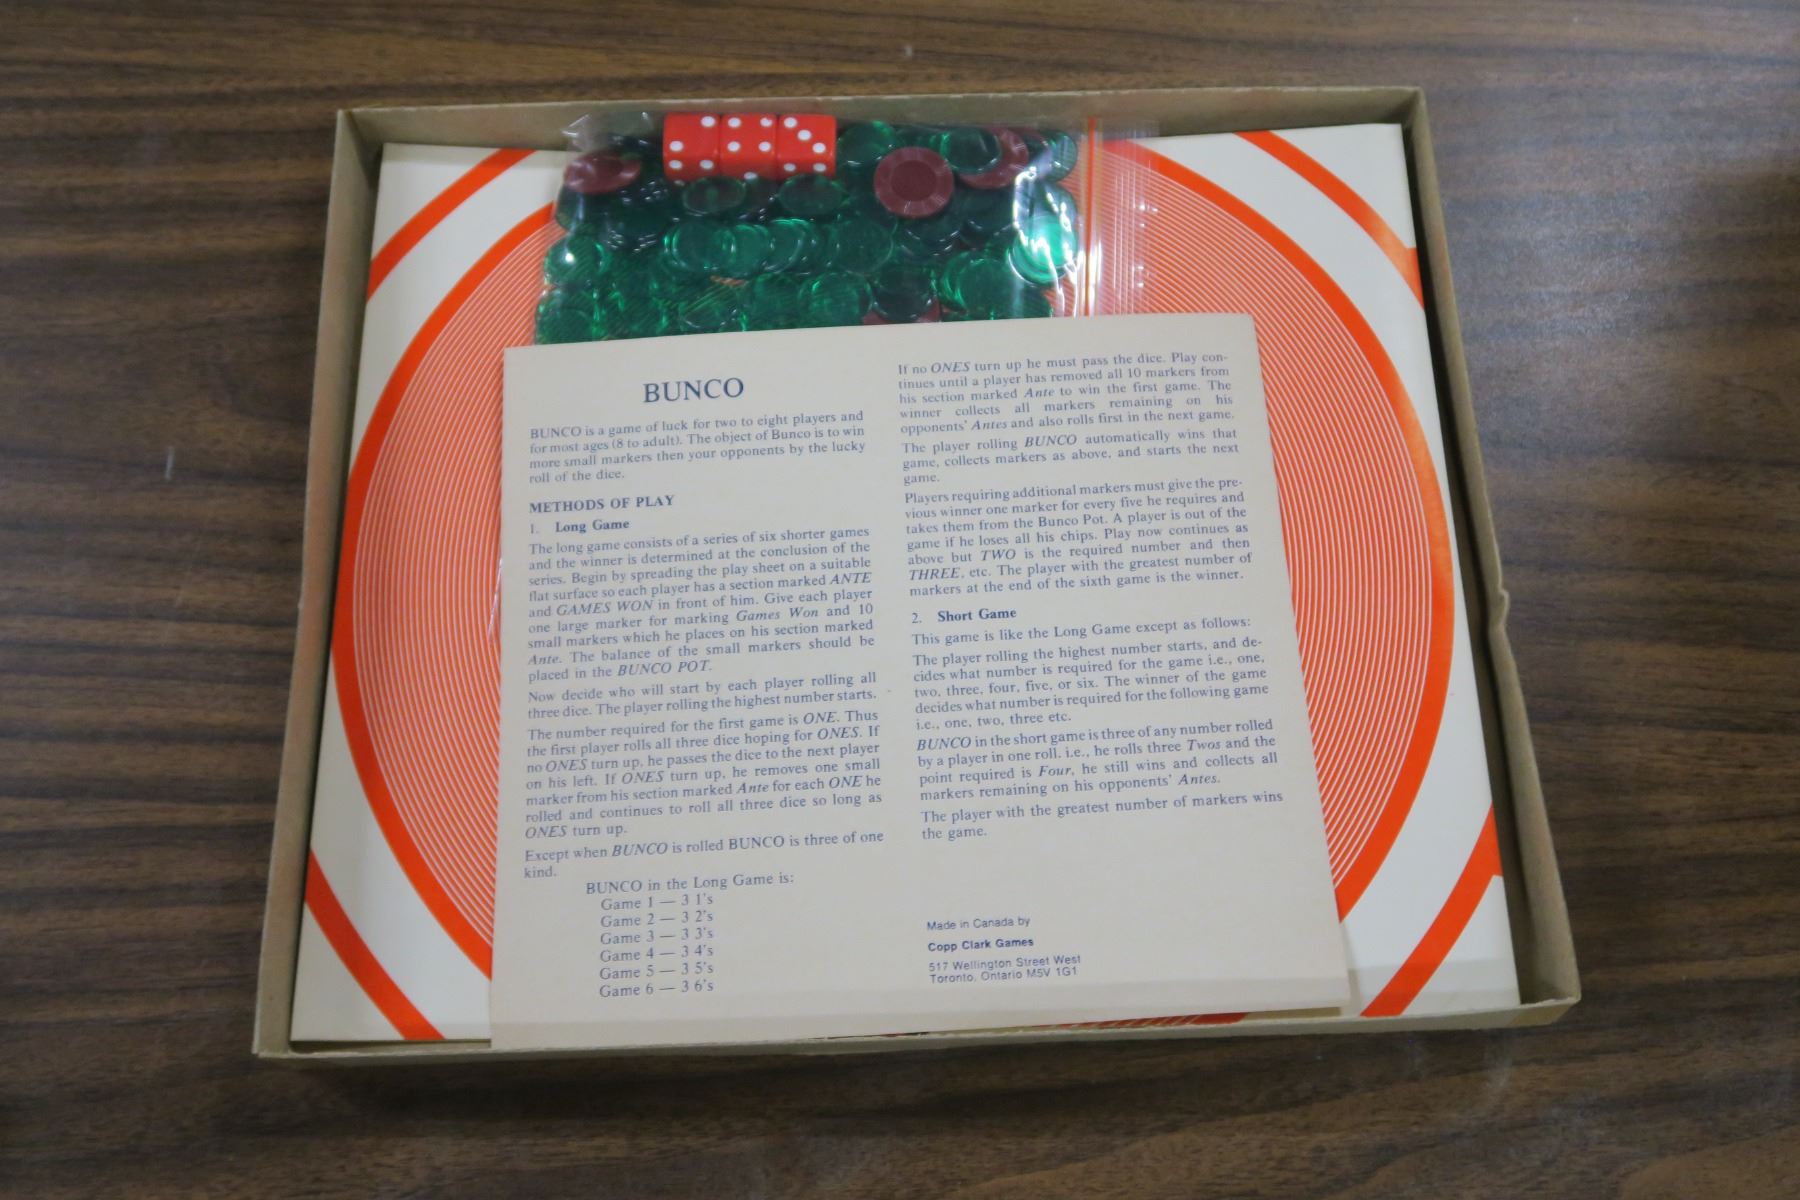 BUNCO
BUNCO is a game of luck for two to eight players and
for most ages (8 to adult). The object of Bunco is to win
more small markers then your opponents by the lucky
roll of the dice.
METHODS OF PLAY
1. Long Game
The long game consists of a series of six shorter games
and the winner is determined at the conclusion of the
series. Begin by spreading the play sheet on a suitable
flat surface so each player has a section marked ANTE
and GAMES WON in front of him. Give each player
one large marker for marking Games Won and 10
small markers which he places on his section marked
Ante. The balance of the small markers should be
placed in the BUNCO POT.
Now decide who will start by each player rolling all
three dice. The player rolling the highest number starts.
The number required for the first game is ONE. Thus
the first player rolls all three dice hoping for ONES. If
no ONES turn up, he passes the dice to the next player
on his left. If ONES turn up, he removes one small
marker from his section marked Ante for each ONE he
rolled and continues to roll all three dice so long as
ONES turn up.
Except when BUNCO is rolled BUNCO is three of one
kind.
BUNCO in the Long Game is:
Game 1 — 3 1's
Game 2 — 3 2's
Game 3 — 3 3's
Game 4 — 3 4's
Game 5 — 3 5's
Game 6 — 3 6's
If no ONES turn up he must pass the dice. Play con-
tinues until a player has removed all 10 markers from
his section marked Ante to win the first game. The
winner collects all markers remaining on his
opponents' Antes and also rolls first in the next game.
The player rolling BUNCO automatically wins that
game, collects markers as above, and starts the next
game.
Players requiring additional markers must give the pre-
vious winner one marker for every five he requires and
takes them from the Bunco Pot. A player is out of the
game if he loses all his chips. Play now continues as
above but TWO is the required number and then
THREE, etc. The player with the greatest number of
markers at the end of the sixth game is the winner.
2. Short Game
This game is like the Long Game except as follows:
The player rolling the highest number starts, and de-
cides what number is required for the game i.e., one,
two, three, four, five, or six. The winner of the game
decides what number is required for the following game
i.e., one, two, three etc.
BUNCO in the short game is three of any number rolled
by a player in one roll. i.e., he rolls three Twos and the
point required is Four, he still wins and collects all
markers remaining on his opponents' Antes.
The player with the greatest number of markers wins
the game.
Made in Canada by
Copp Clark Games
517 Wellington Street West
Toronto, Ontario M5V 1G1